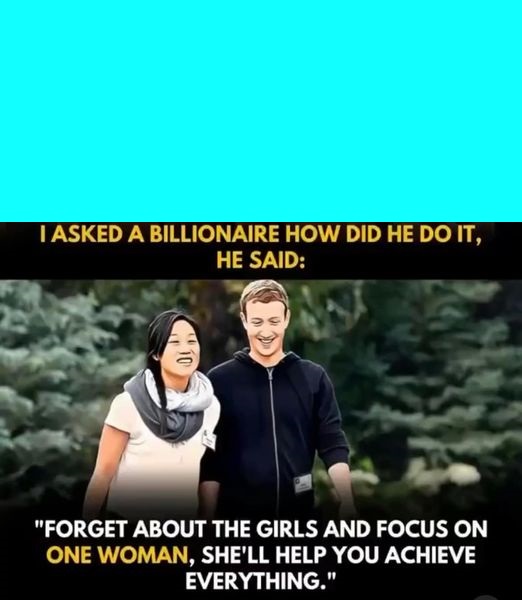 I ASKED A BILLIONAIRE HOW DID HE DO IT,
HE SAID:
"FORGET ABOUT THE GIRLS AND FOCUS ON
ONE WOMAN, SHE'LL HELP YOU ACHIEVE
EVERYTHING."